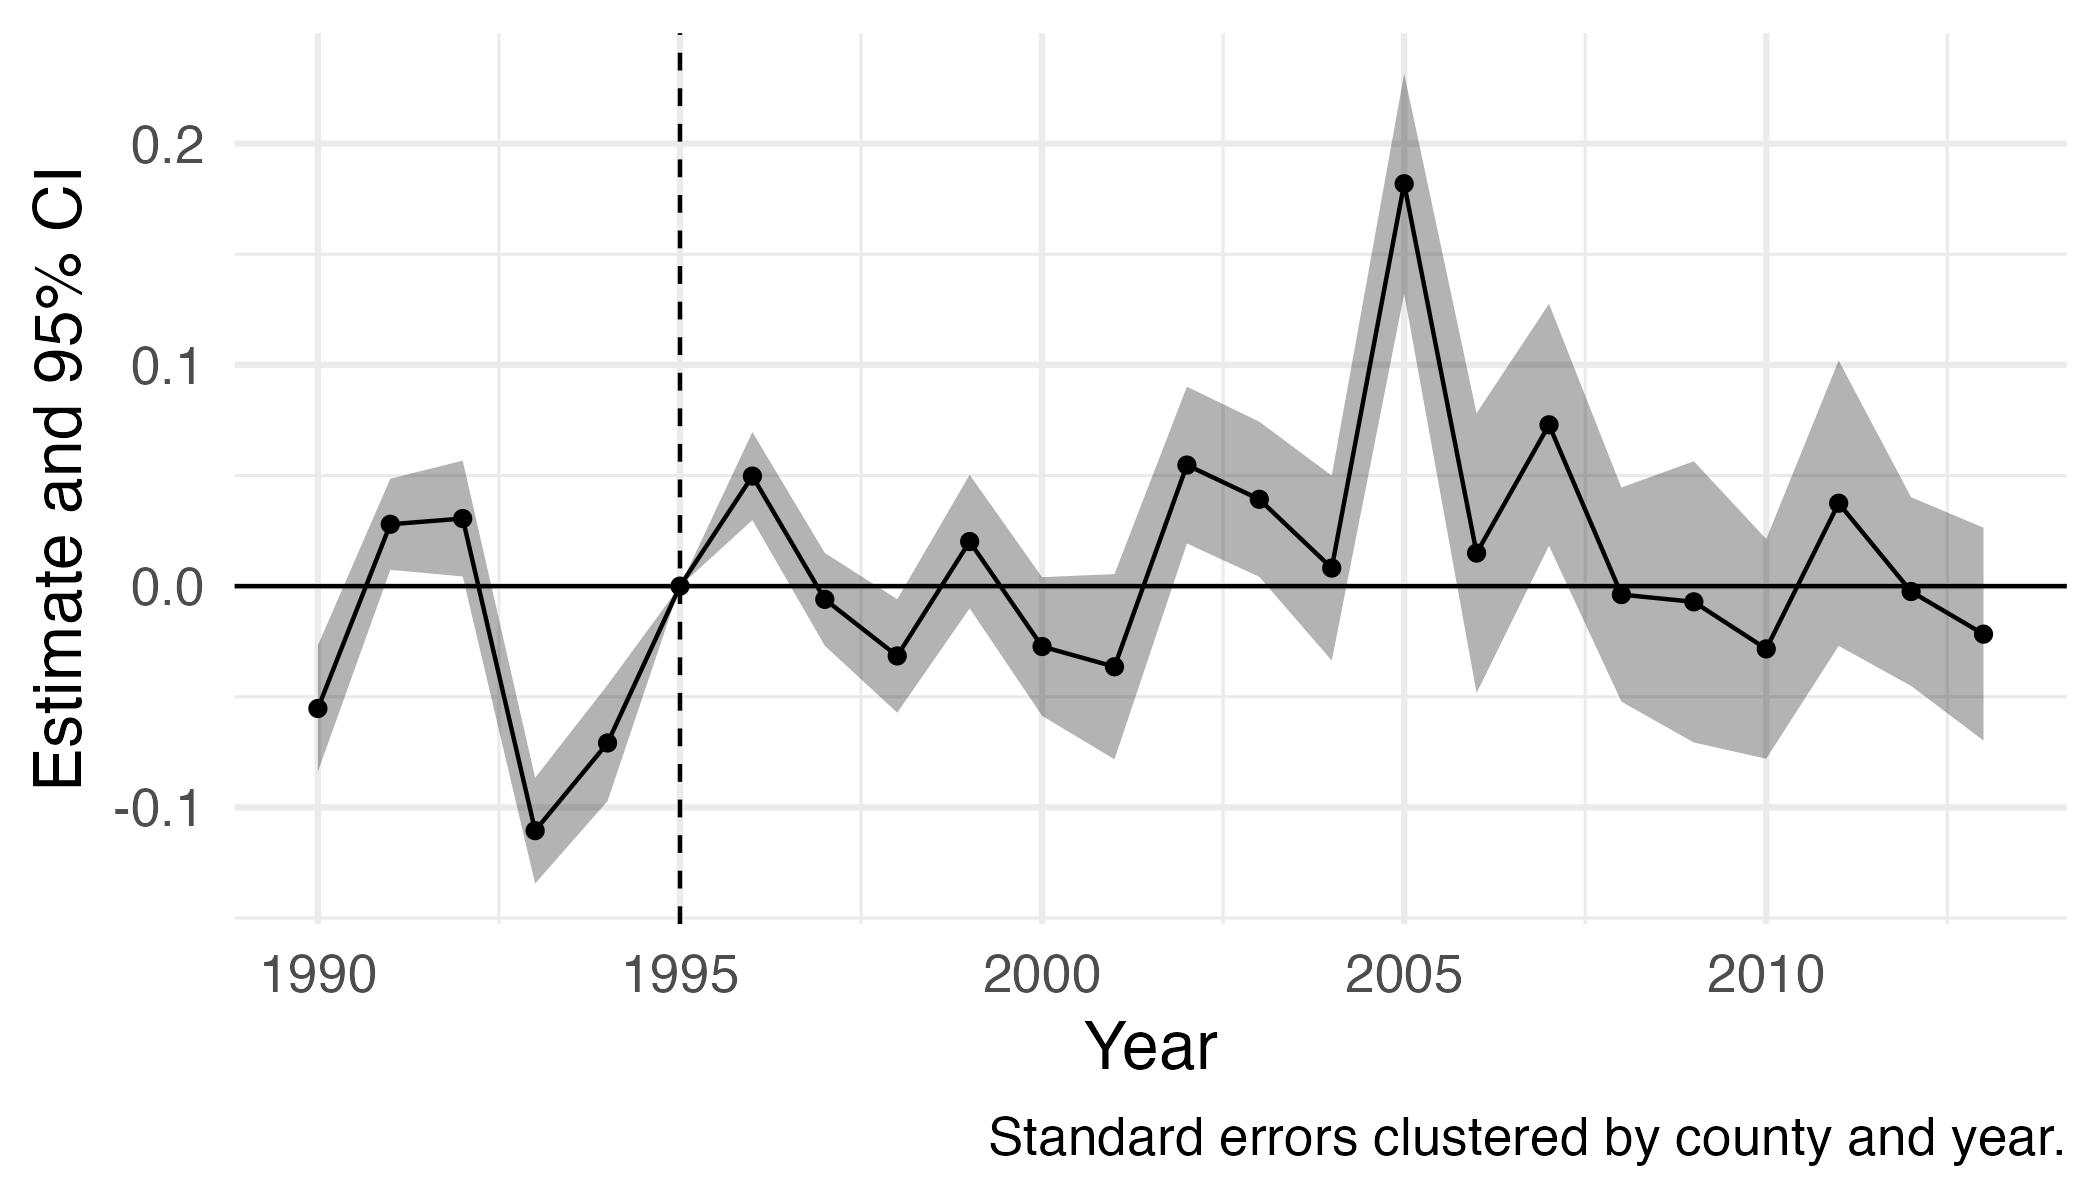 Estimate and 95% CI
0.2
0.1
0.0
-0.1
1990 1995 2000 2005 2010
Year
Standard errors clustered by county and year.